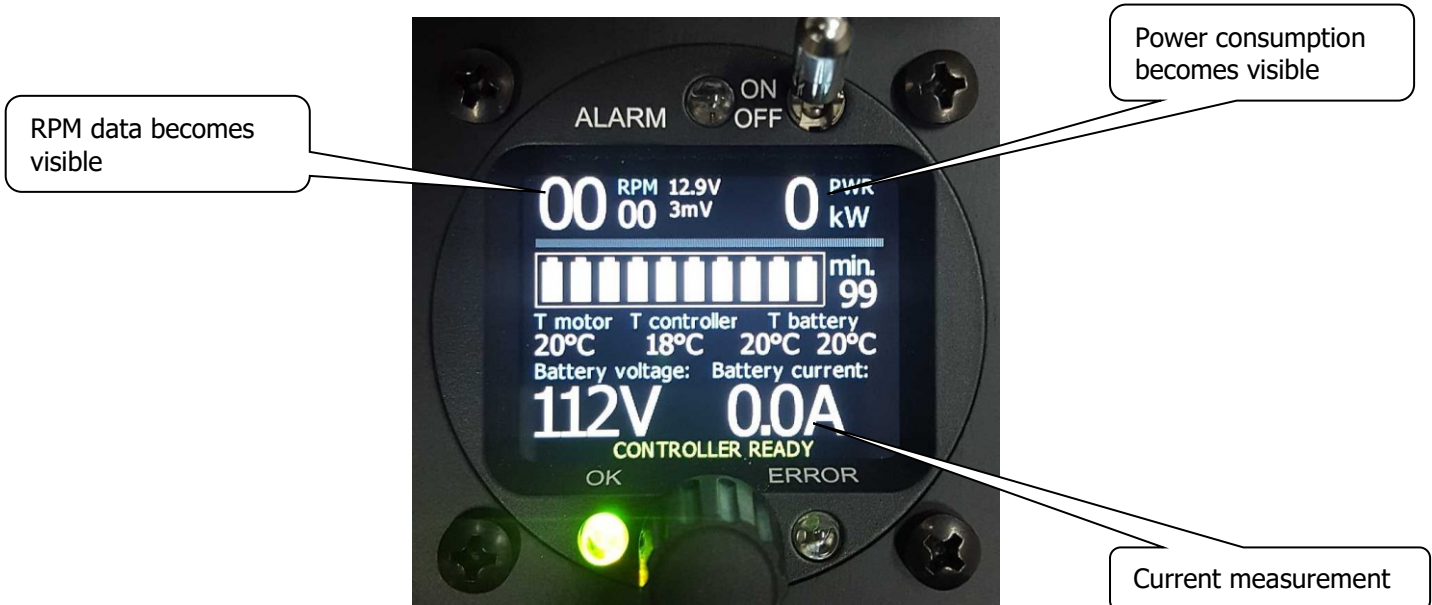 Power consumption
becomes visible
RPM data becomes
visible
ON
ALARM OFF
00 RPM 00 12.9V 3mV 0 PWR kW
min.
99
T motor T controller T battery
20°C 18°C 20°C 20°C
Battery voltage: Battery current:
112V 0.0A
CONTROLLER READY
OK ERROR
Current measurement